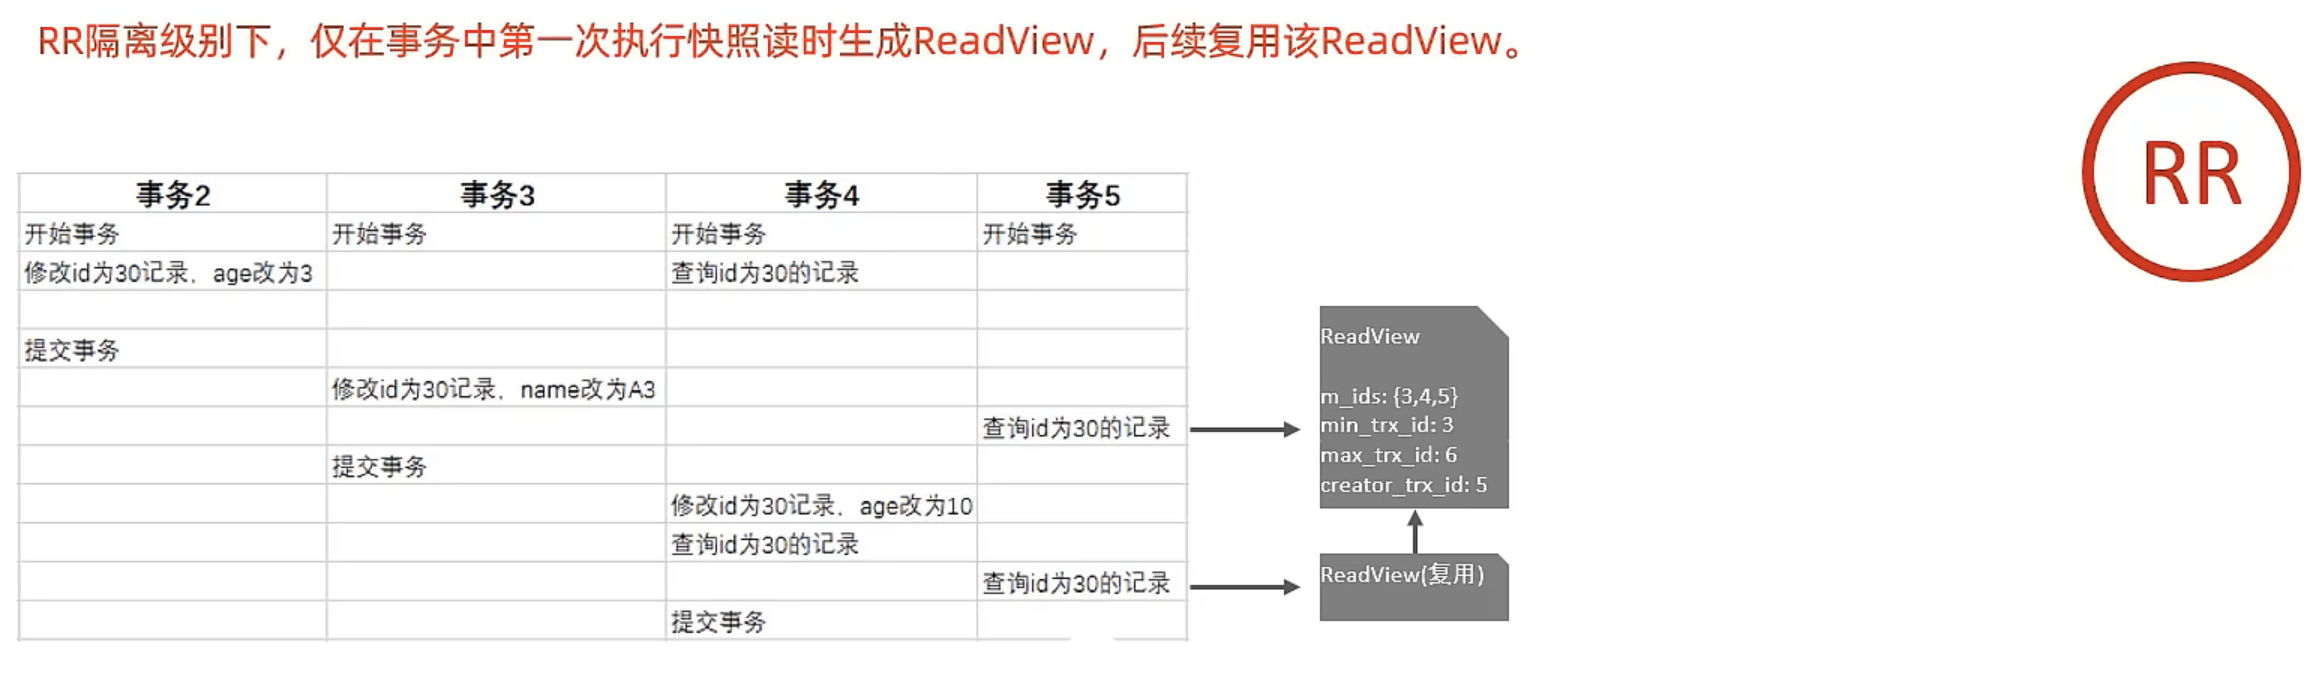 RR隔离级别下，仅在事务中第一次执行快照读时生成ReadView，后续复用该ReadView。
RR
事务2 事务3 事务4 事务5
开始事务 开始事务 开始事务 开始事务
修改id为30记录，age改为3 查询id为30的记录
提交事务
修改id为30记录，name改为A3
查询id为30的记录
提交事务
修改id为30记录，age改为10
查询id为30的记录
查询id为30的记录
提交事务
ReadView
m_ids: {3,4,5}
min_trx_id: 3
max_trx_id: 6
creator_trx_id: 5
ReadView(复用)